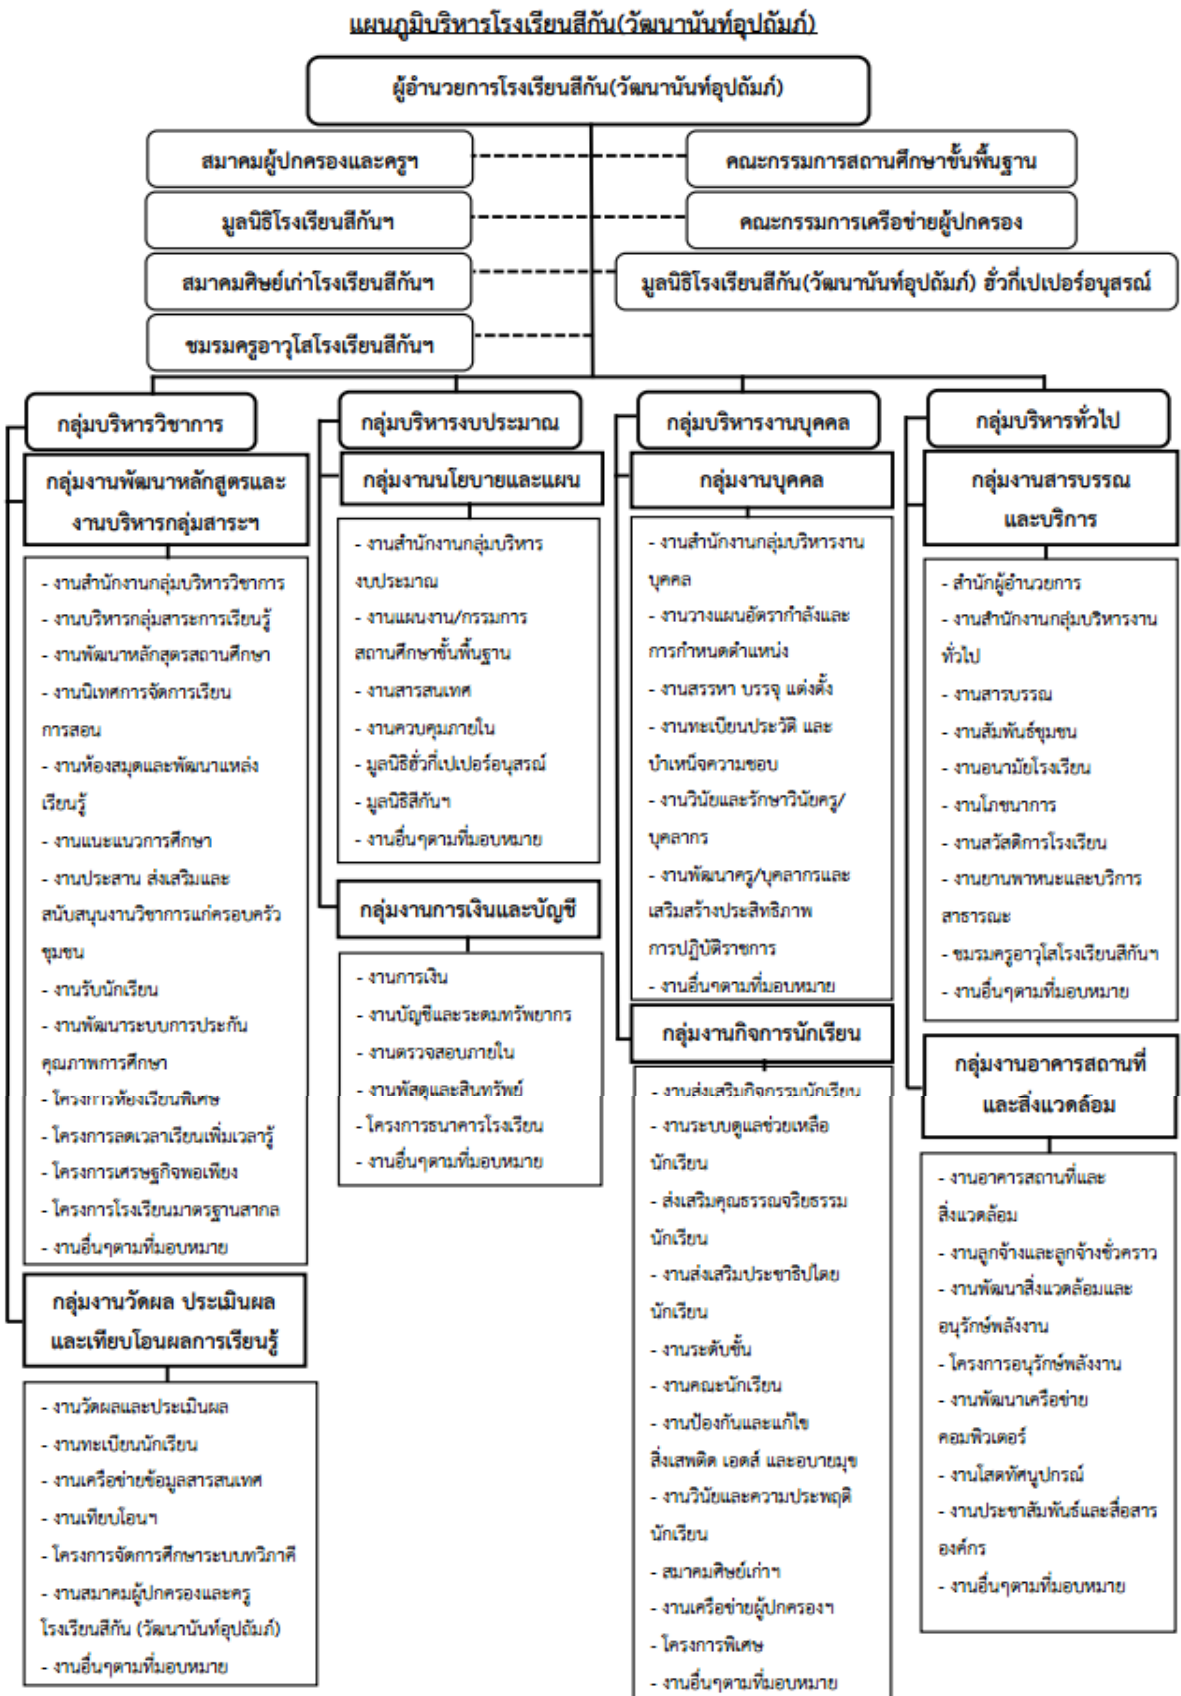 แผนภูมิบริหารโรงเรียนสีกัน(วัฒนานันท์อุปถัมภ์)
ผู้อำนวยการโรงเรียนสีกัน(วัฒนานันท์อุปถัมภ์)
สมาคมผู้ปกครองและครูฯ
คณะกรรมการสถานศึกษาขั้นพื้นฐาน
มูลนิธิโรงเรียนสีกันฯ
คณะกรรมการเครือข่ายผู้ปกครอง
สมาคมศิษย์เก่าโรงเรียนสีกันฯ
มูลนิธิโรงเรียนสีกัน(วัฒนานันท์อุปถัมภ์) ฮั่วกี่เปเปอร์อนุสรณ์
ชมรมครูอาวุโสโรงเรียนสีกันฯ
กลุ่มบริหารวิชาการ
กลุ่มงานพัฒนาหลักสูตรและ
งานบริหารกลุ่มสาระฯ
- งานสำนักงานกลุ่มบริหารวิชาการ
- งานบริหารกลุ่มสาระการเรียนรู้
- งานพัฒนาหลักสูตรสถานศึกษา
- งานนิเทศการจัดการเรียน
การสอน
- งานห้องสมุดและพัฒนาแหล่ง
เรียนรู้
- งานแนะแนวการศึกษา
- งานประสาน ส่งเสริมและ
สนับสนุนงานวิชาการแก่ครอบครัว
ชุมชน
- งานรับนักเรียน
- งานพัฒนาระบบการประกัน
คุณภาพการศึกษา
- โครงการห้องเรียนพิเศษ
- โครงการลดเวลาเรียนเพิ่มเวลารู้
- โครงการเศรษฐกิจพอเพียง
- โครงการโรงเรียนมาตรฐานสากล
- งานอื่นๆตามที่มอบหมาย
กลุ่มงานวัดผล ประเมินผล
และเทียบโอนผลการเรียนรู้
- งานวัดผลและประเมินผล
- งานทะเบียนนักเรียน
- งานเครือข่ายข้อมูลสารสนเทศ
- งานเทียบโอนฯ
- โครงการจัดการศึกษาระบบทวิภาคี
- งานสมาคมผู้ปกครองและครู
โรงเรียนสีกัน (วัฒนานันท์อุปถัมภ์)
- งานอื่นๆตามที่มอบหมาย
กลุ่มบริหารงบประมาณ
กลุ่มงานนโยบายและแผน
- งานสำนักงานกลุ่มบริหาร
งบประมาณ
- งานแผนงาน/กรรมการ
สถานศึกษาขั้นพื้นฐาน
- งานสารสนเทศ
- งานควบคุมภายใน
- มูลนิธิฮั่วกี่เปเปอร์อนุสรณ์
- มูลนิธิสีกันฯ
- งานอื่นๆตามที่มอบหมาย
กลุ่มงานการเงินและบัญชี
- งานการเงิน
- งานบัญชีและระดมทรัพยากร
- งานตรวจสอบภายใน
- งานพัสดุและสินทรัพย์
- โครงการธนาคารโรงเรียน
- งานอื่นๆตามที่มอบหมาย
กลุ่มบริหารงานบุคคล
กลุ่มงานบุคคล
- งานสำนักงานกลุ่มบริหารงาน
บุคคล
- งานวางแผนอัตรากำลังและ
การกำหนดตำแหน่ง
- งานสรรหา บรรจุ แต่งตั้ง
- งานทะเบียนประวัติ และ
บำเหน็จความชอบ
- งานวินัยและรักษาวินัยครู/
บุคลากร
- งานพัฒนาครู/บุคลากรและ
เสริมสร้างประสิทธิภาพ
การปฏิบัติราชการ
- งานอื่นๆตามที่มอบหมาย
กลุ่มงานกิจการนักเรียน
- งานส่งเสริมกิจกรรมนักเรียน
- งานระบบดูแลช่วยเหลือ
นักเรียน
- ส่งเสริมคุณธรรณจริยธรรม
นักเรียน
- งานส่งเสริมประชาธิปไตย
นักเรียน
- งานระดับชั้น
- งานคณะนักเรียน
- งานป้องกันและแก้ไข
สิ่งเสพติด เอดส์ และอบายมุข
- งานวินัยและความประพฤติ
นักเรียน
- สมาคมศิษย์เก่าฯ
- งานเครือข่ายผู้ปกครองฯ
- โครงการพิเศษ
- งานอื่นๆตามที่มอบหมาย
กลุ่มบริหารทั่วไป
กลุ่มงานสารบรรณ
และบริการ
- สำนักผู้อำนวยการ
- งานสำนักงานกลุ่มบริหารงาน
ทั่วไป
- งานสารบรรณ
- งานสัมพันธ์ชุมชน
- งานอนามัยโรงเรียน
- งานโภชนาการ
- งานสวัสดิการโรงเรียน
- งานยานพาหนะและบริการ
สาธารณะ
- ชมรมครูอาวุโสโรงเรียนสีกันฯ
- งานอื่นๆตามที่มอบหมาย
กลุ่มงานอาคารสถานที่
และสิ่งแวดล้อม
- งานอาคารสถานที่และ
สิ่งแวดล้อม
- งานลูกจ้างและลูกจ้างชั่วคราว
- งานพัฒนาสิ่งแวดล้อมและ
อนุรักษ์พลังงาน
- โครงการอนุรักษ์พลังงาน
- งานพัฒนาเครือข่าย
คอมพิวเตอร์
- งานโสตทัศนูปกรณ์
- งานประชาสัมพันธ์และสื่อสาร
องค์กร
- งานอื่นๆตามที่มอบหมาย